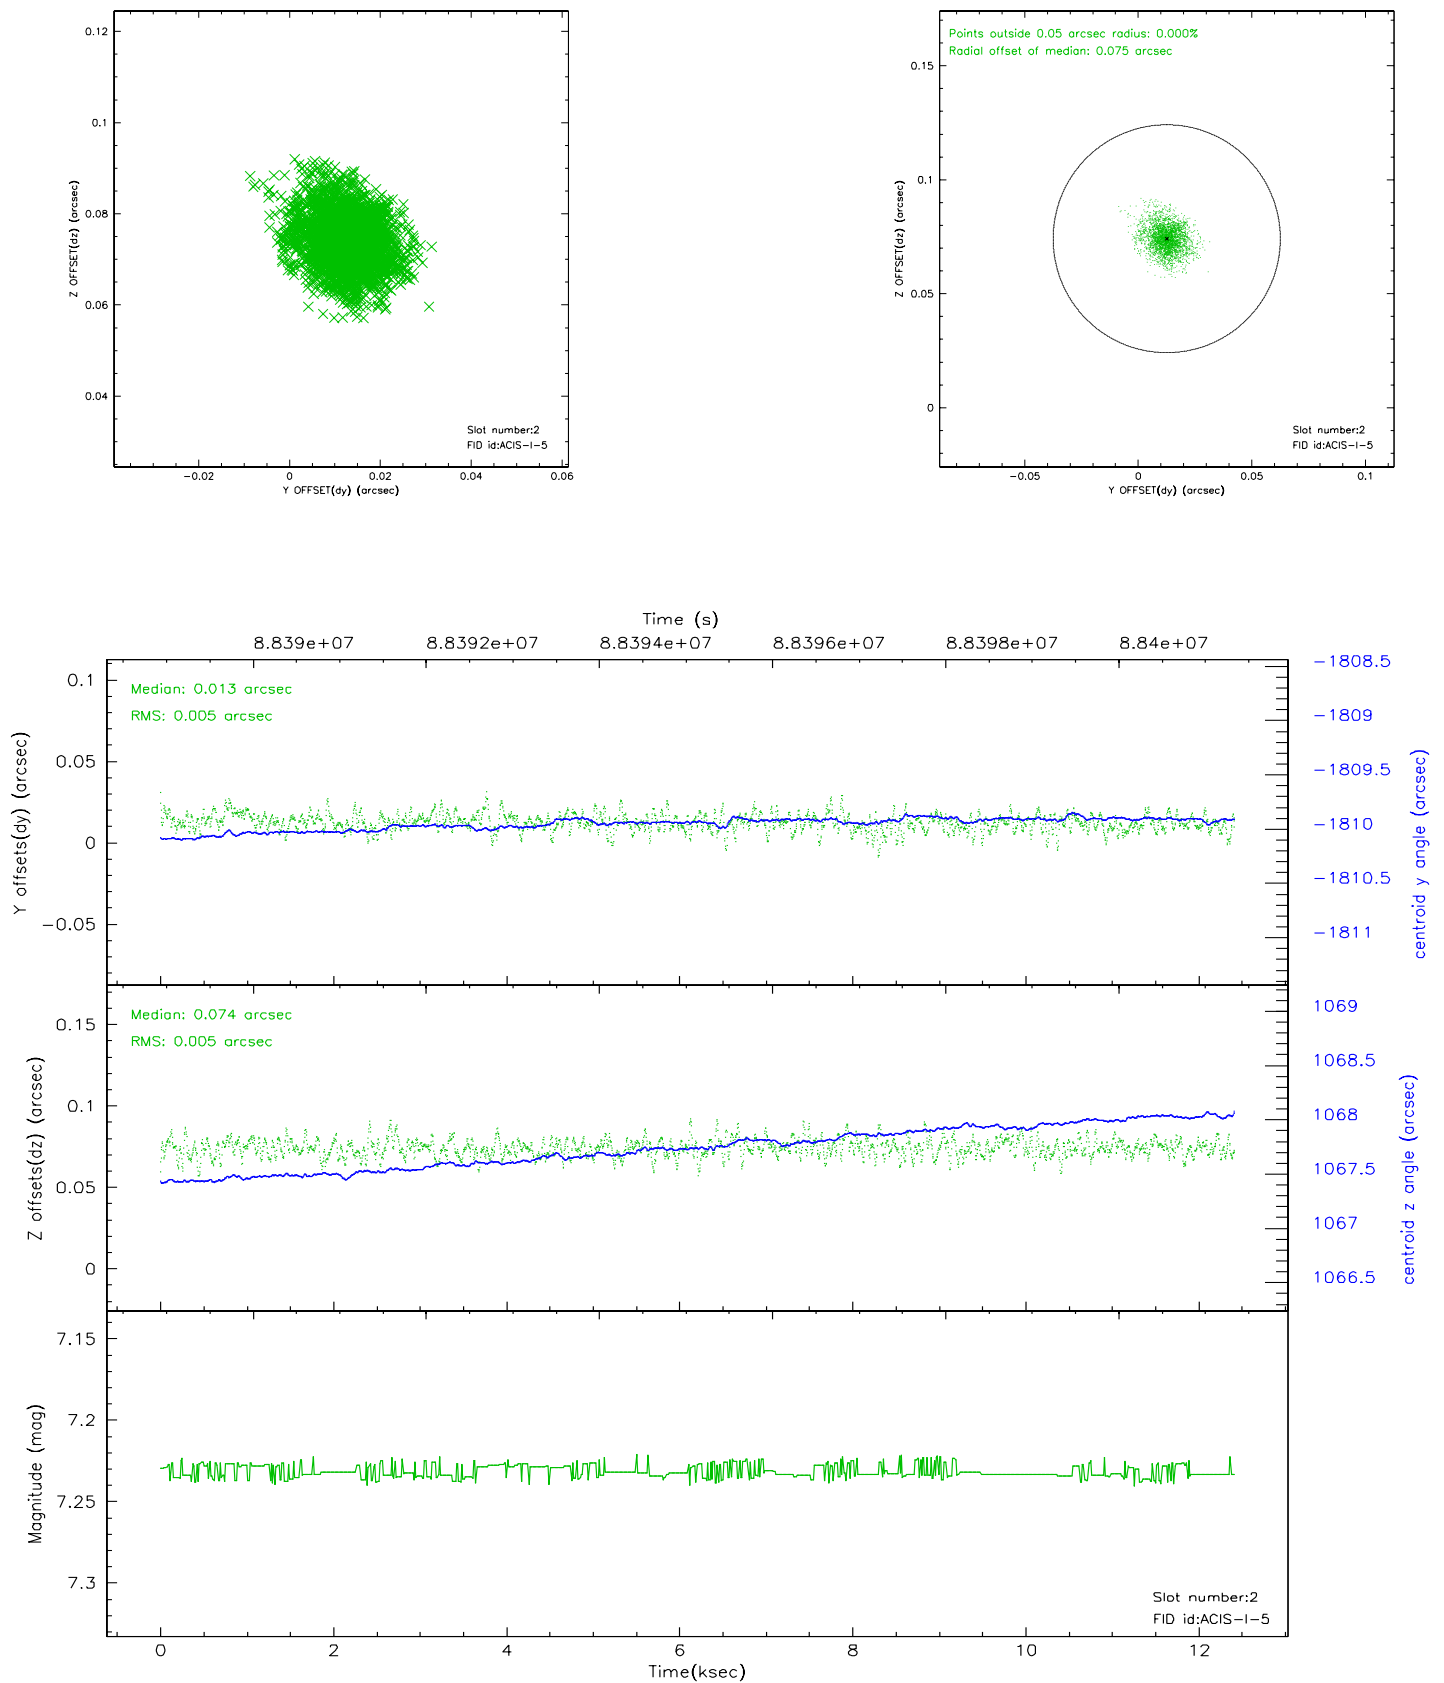 0.12
0.1
0.08
0.06
0.04
Z OFFSET(dz) (arcsec)
Slot number:2
FID id:ACIS-I-5
-0.02 0 0.02 0.04 0.06
Y OFFSET(dy) (arcsec)
Points outside 0.05 arcsec radius: 0.000%
Radial offset of median: 0.075 arcsec
0.15
0.1
0.05
0
Z OFFSET(dz) (arcsec)
Slot number:2
FID id:ACIS-I-5
-0.05 0 0.05 0.1
Y OFFSET(dy) (arcsec)
Time (s)
8.839e+07 8.8392e+07 8.8394e+07 8.8396e+07 8.8398e+07 8.84e+07
Median: 0.013 arcsec
RMS: 0.005 arcsec
0.1
0.05
0
-0.05
Y offsets(dy) (arcsec)
-1808.5
-1809
-1809.5
-1810
-1810.5
-1811
centroid y angle (arcsec)
Median: 0.074 arcsec
RMS: 0.005 arcsec
0.15
0.1
0.05
0
Z offsets(dz) (arcsec)
1069
1068.5
1068
1067.5
1067
1066.5
centroid z angle (arcsec)
7.15
7.2
7.25
7.3
Magnitude (mag)
Slot number:2
FID id:ACIS-I-5
0 2 4 6 8 10 12
Time(ksec)